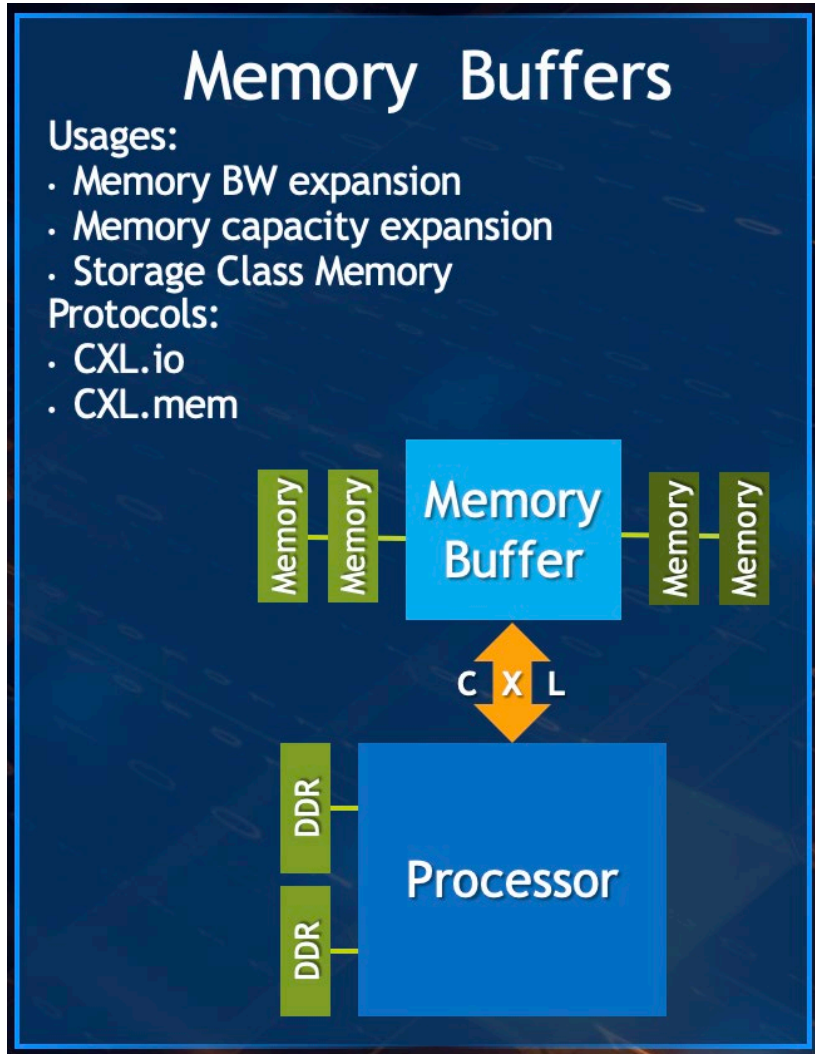 Memory Buffers
Usages:
• Memory BW expansion
• Memory capacity expansion
• Storage Class Memory
Protocols:
• CXL.io
• CXL.mem
Memory
Memory
Memory
Buffer
Memory
Memory
C X L
DDR
Processor
DDR